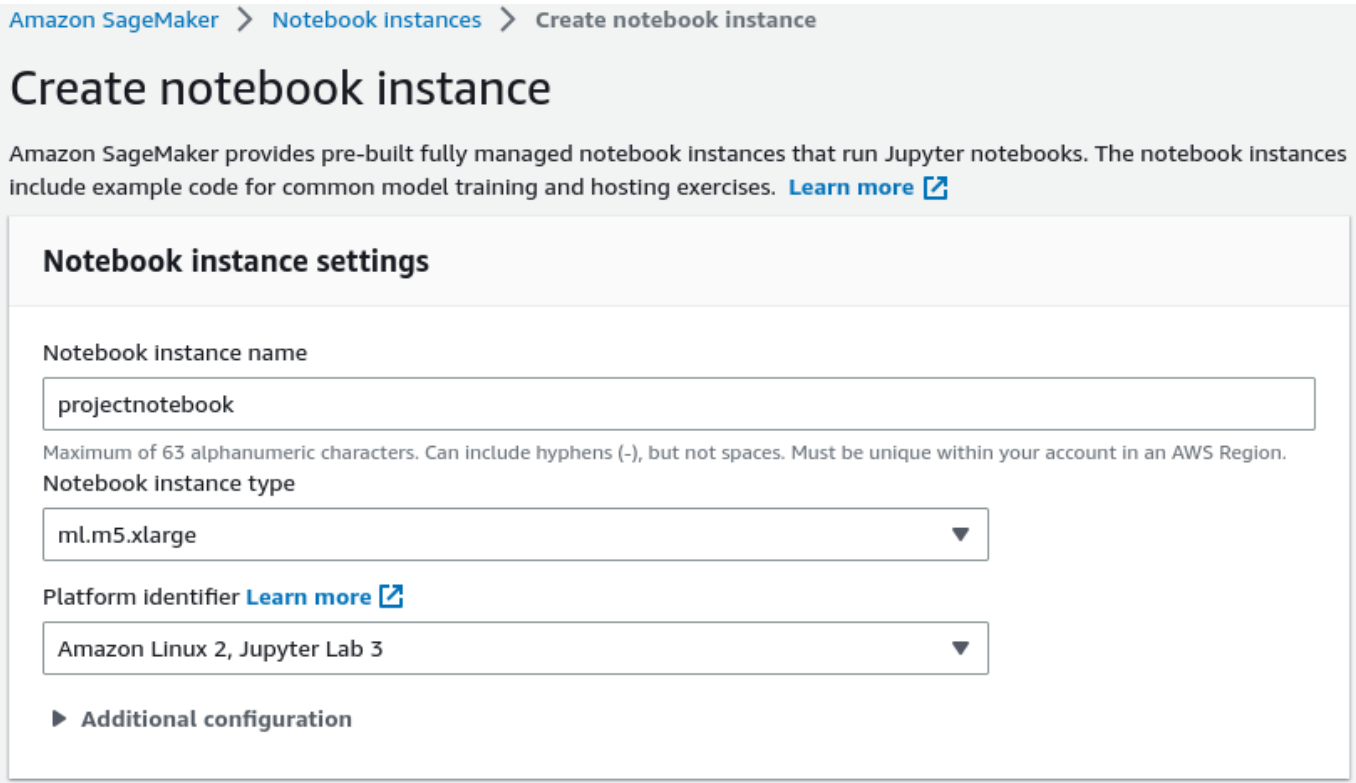 Amazon SageMaker > Notebook instances > Create notebook instance
Create notebook instance
Amazon SageMaker provides pre-built fully managed notebook instances that run Jupyter notebooks. The notebook instances
include example code for common model training and hosting exercises. Learn more
Notebook instance settings
Notebook instance name
projectnotebook
Maximum of 63 alphanumeric characters. Can include hyphens (-), but not spaces. Must be unique within your account in an AWS Region.
Notebook instance type
ml.m5.xlarge
Platform identifier Learn more
Amazon Linux 2, Jupyter Lab 3
Additional configuration